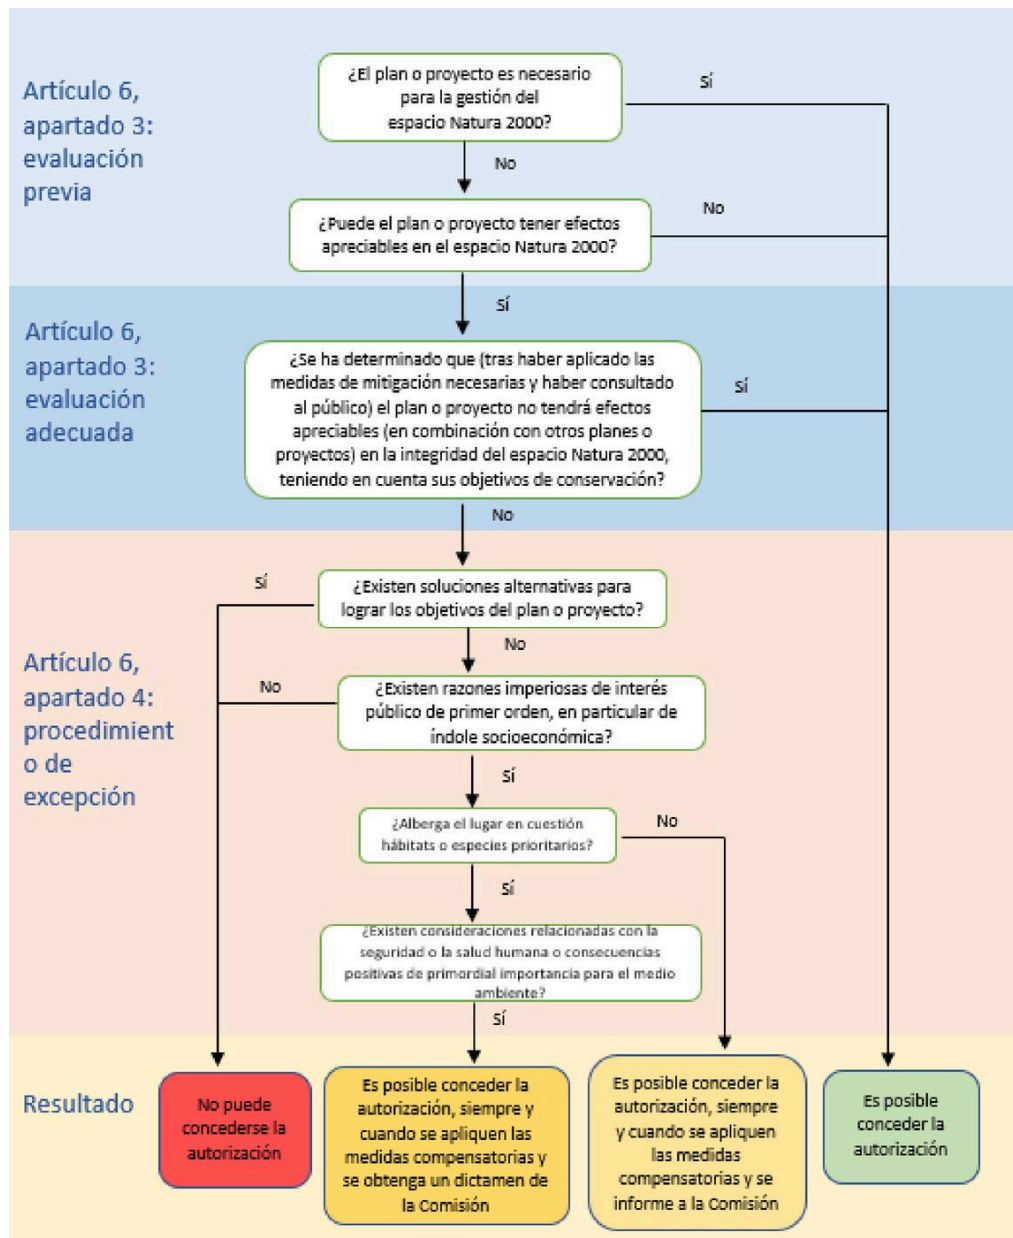 Artículo 6,
apartado 3:
evaluación
previa
¿El plan o proyecto es necesario
para la gestión del
espacio Natura 2000?
Sí
No
¿Puede el plan o proyecto tener efectos
apreciables en el espacio Natura 2000?
No
Sí
Artículo 6,
apartado 3:
evaluación
adecuada
¿Se ha determinado que (tras haber aplicado las
medidas de mitigación necesarias y haber consultado
al público) el plan o proyecto no tendrá efectos
apreciables (en combinación con otros planes o
proyectos) en la integridad del espacio Natura 2000,
teniendo en cuenta sus objetivos de conservación?
Sí
No
Artículo 6,
apartado 4:
procedimient
o de
excepción
¿Existen soluciones alternativas para
lograr los objetivos del plan o proyecto?
Sí
No
¿Existen razones imperiosas de interés
público de primer orden, en particular de
índole socioeconómica?
No
Sí
¿Alberga el lugar en cuestión
hábitats o especies prioritarios?
No
Sí
¿Existen consideraciones relacionadas con la
seguridad o la salud humana o consecuencias
positivas de primordial importancia para el medio
ambiente?
Sí
Resultado
No puede
concederse la
autorización
Es posible conceder la
autorización, siempre y
cuando se apliquen las
medidas compensatorias y
se obtenga un dictamen de
la Comisión
Es posible conceder la
autorización, siempre
y cuando se apliquen
las medidas
compensatorias y se
informe a la Comisión
Es posible
conceder la
autorización